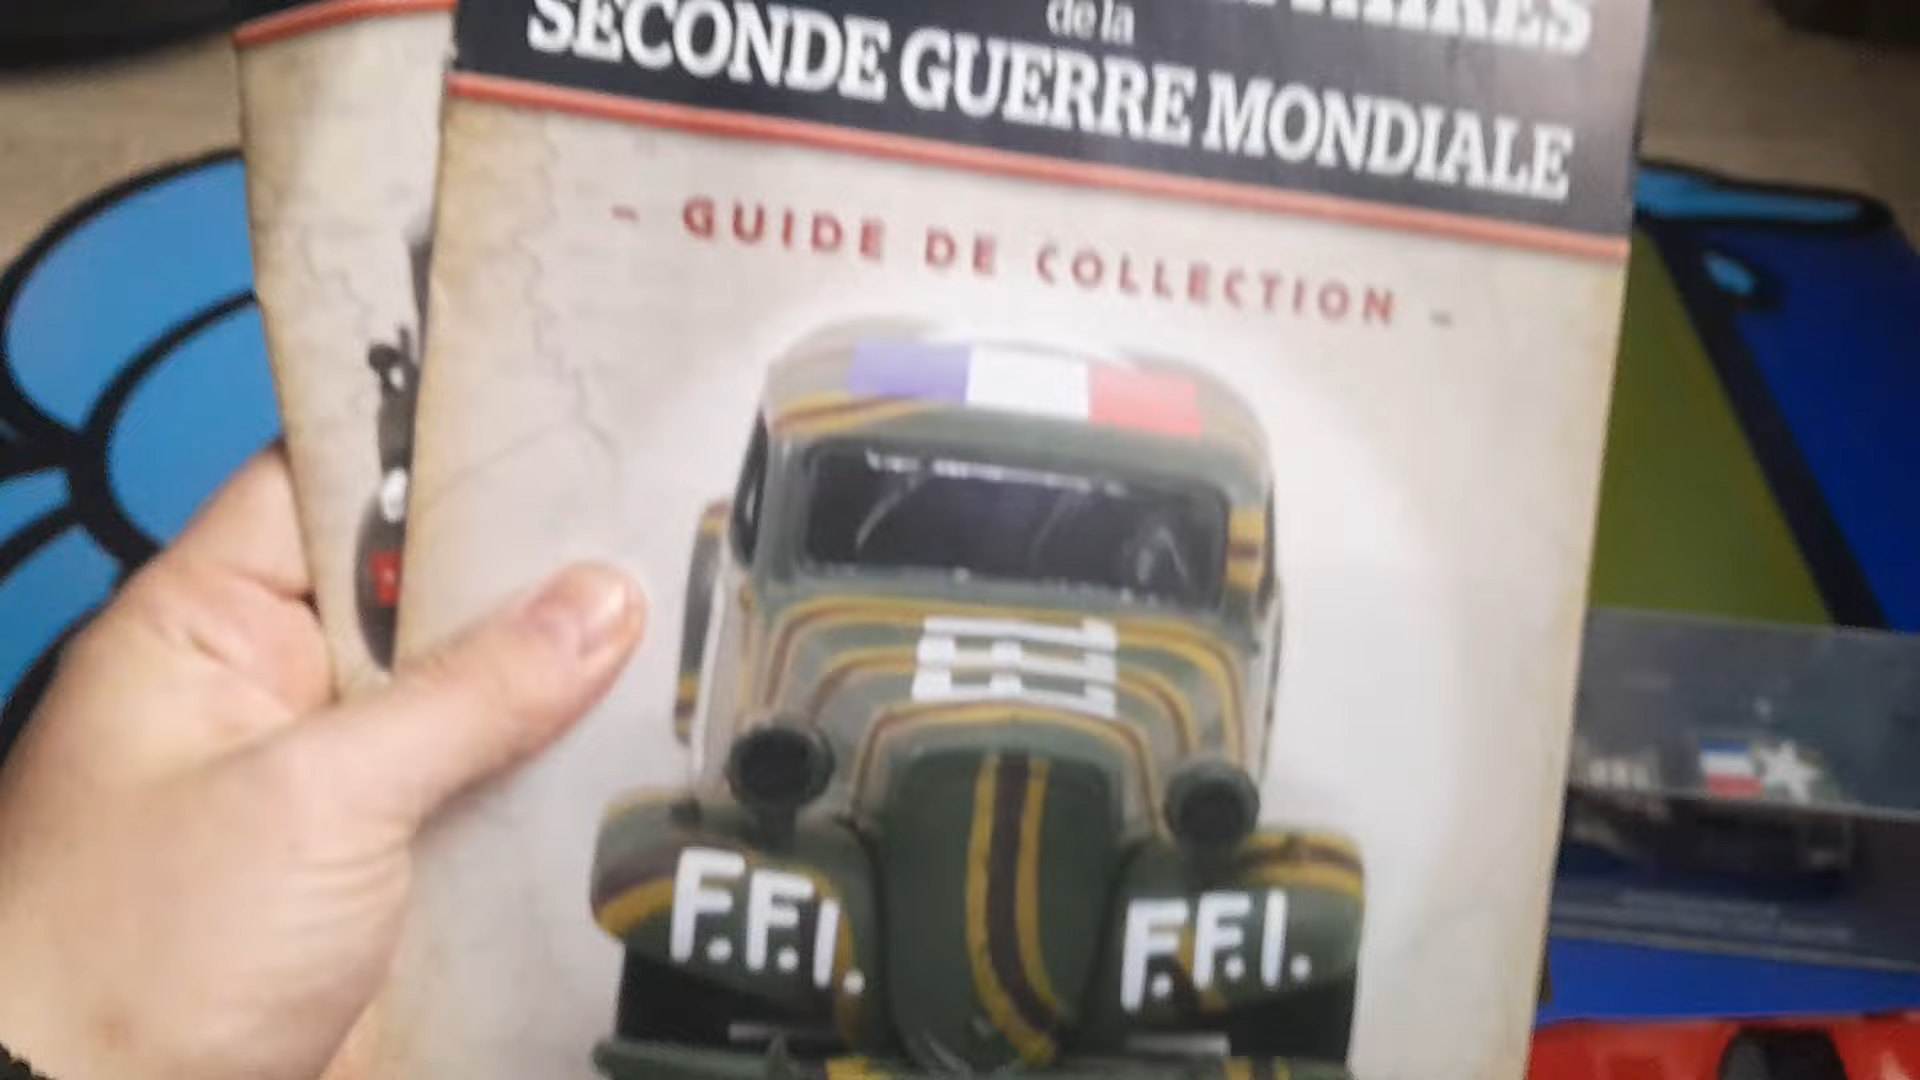 de la
SECONDE GUERRE MONDIALE
- GUIDE DE COLLECTION -
F.F.I.
F.F.I.